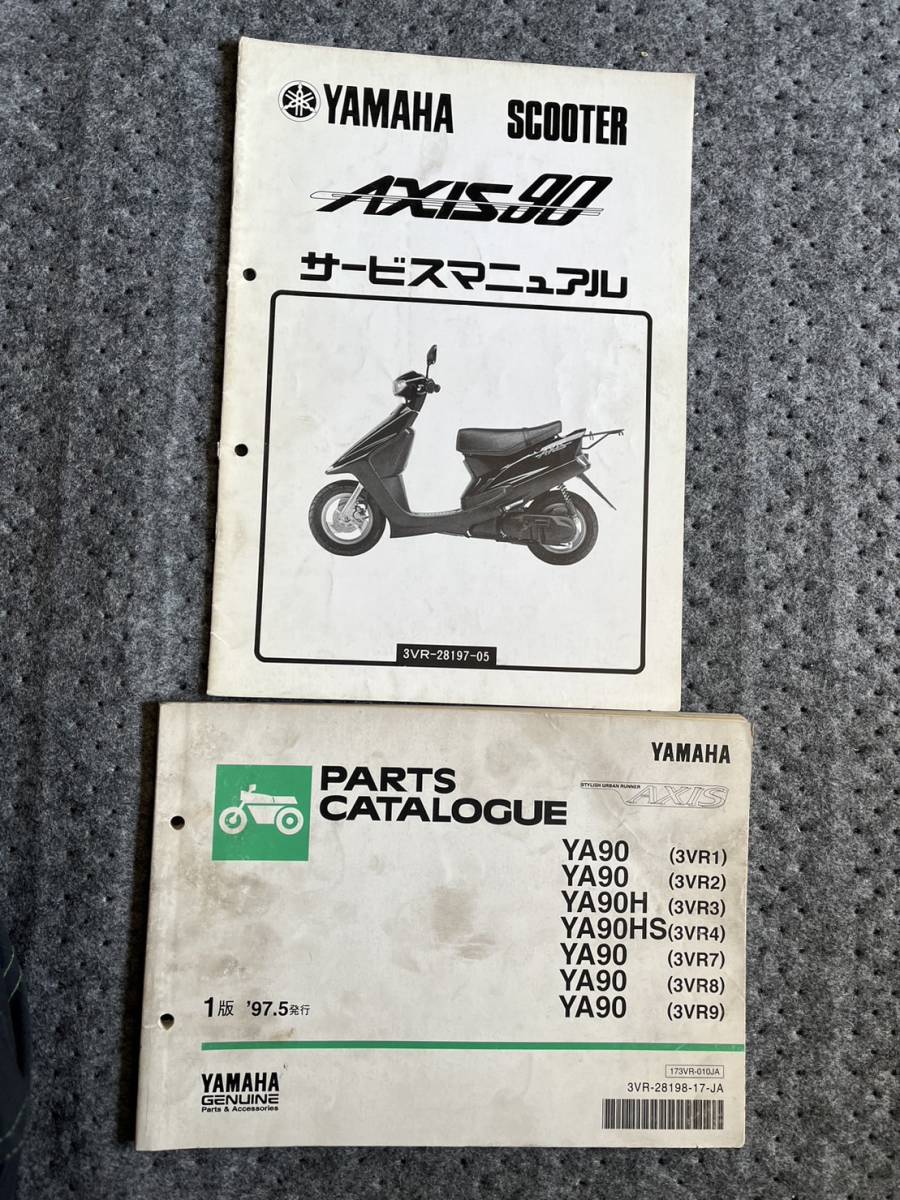 YAMAHA SCOOTER
AXIS90
サービスマニュアル
AXIS
3VR-28197-05
YAMAHA
PARTS
CATALOGUE
STYLISH URBAN RUNNER
AXIS
YA90 (3VR1)
YA90 (3VR2)
YA90H (3VR3)
YA90HS (3VR4)
YA90 (3VR7)
YA90 (3VR8)
YA90 (3VR9)
1版 '97.5発行
YAMAHA
GENUINE
Parts & Accessories
173VR-010JA
3VR-28198-17-JA